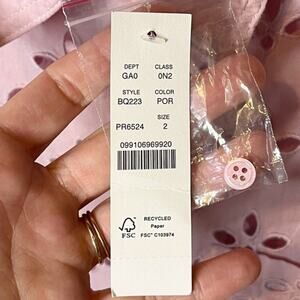 DEPT CLASS
GA0 0N2
STYLE COLOR
BQ223 POR
SIZE
PR6524 2
099106969920
RECYCLED
Paper
FSC® C103974
FSC